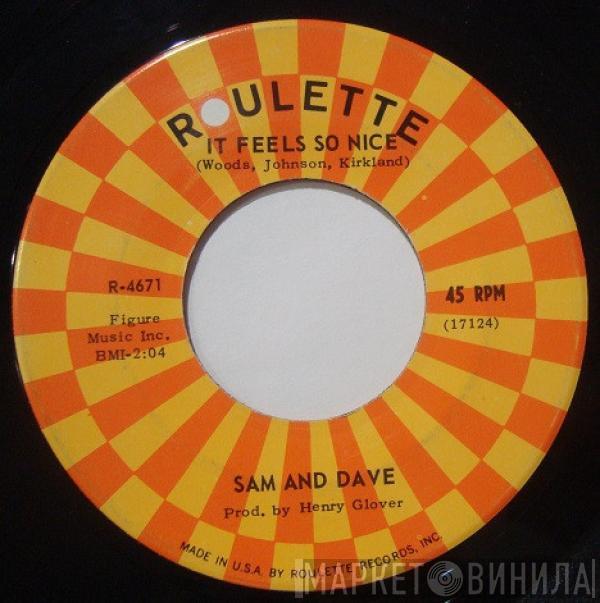 ROULETTE
IT FEELS SO NICE
(Woods, Johnson, Kirkland)
R-4671
Figure
Music Inc.
BMI-2:04
45 RPM
(17124)
SAM AND DAVE
Prod. by Henry Glover
MADE IN U.S.A. BY ROULETTE RECORDS, INC.
МАРКЕТ ВИНИЛА